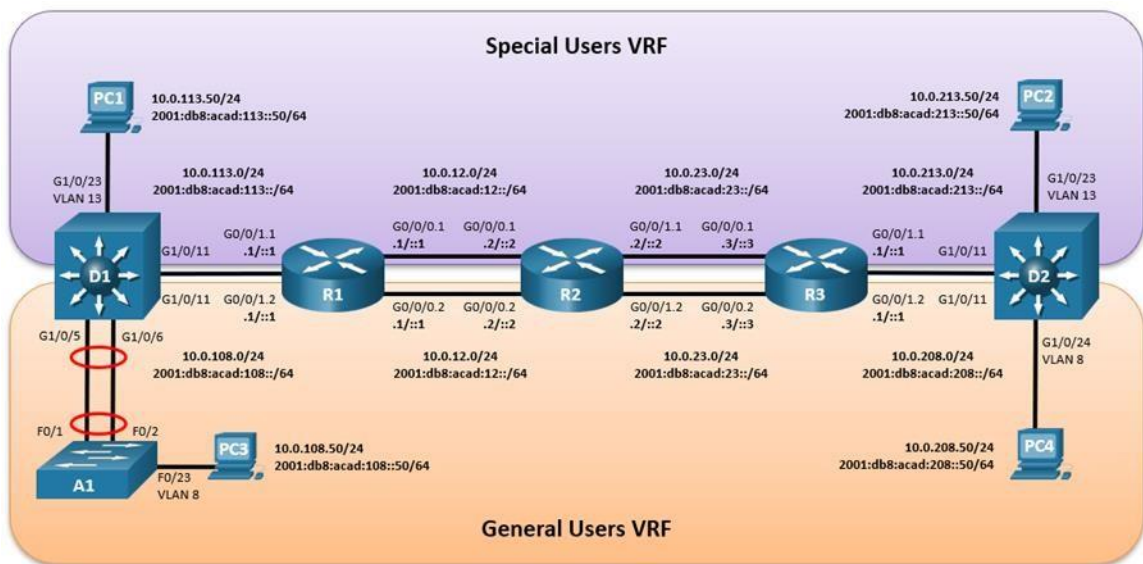 Special Users VRF
PC1
10.0.113.50/24
2001:db8:acad:113::50/64
10.0.213.50/24
2001:db8:acad:213::50/64
PC2
G1/0/23
VLAN 13
10.0.113.0/24
2001:db8:acad:113::/64
10.0.12.0/24
2001:db8:acad:12::/64
10.0.23.0/24
2001:db8:acad:23::/64
10.0.213.0/24
2001:db8:acad:213::/64
G1/0/23
VLAN 13
D1
G1/0/11
G0/0/1.1
.1/::1
R1
G0/0/0.1
.1/::1
G0/0/0.1
.2/::2
R2
G0/0/1.1
.2/::2
G0/0/0.1
.3/::3
R3
G0/0/1.1
.1/::1
G1/0/11
D2
G1/0/11
G0/0/1.2
.1/::1
G0/0/0.2
.1/::1
G0/0/0.2
.2/::2
G0/0/1.2
.2/::2
G0/0/0.2
.3/::3
G0/0/1.2
.1/::1
G1/0/11
G1/0/5
G1/0/6
10.0.108.0/24
2001:db8:acad:108::/64
10.0.12.0/24
2001:db8:acad:12::/64
10.0.23.0/24
2001:db8:acad:23::/64
10.0.208.0/24
2001:db8:acad:208::/64
G1/0/24
VLAN 8
F0/1
F0/2
A1
F0/23
VLAN 8
PC3
10.0.108.50/24
2001:db8:acad:108::50/64
10.0.208.50/24
2001:db8:acad:208::50/64
PC4
General Users VRF